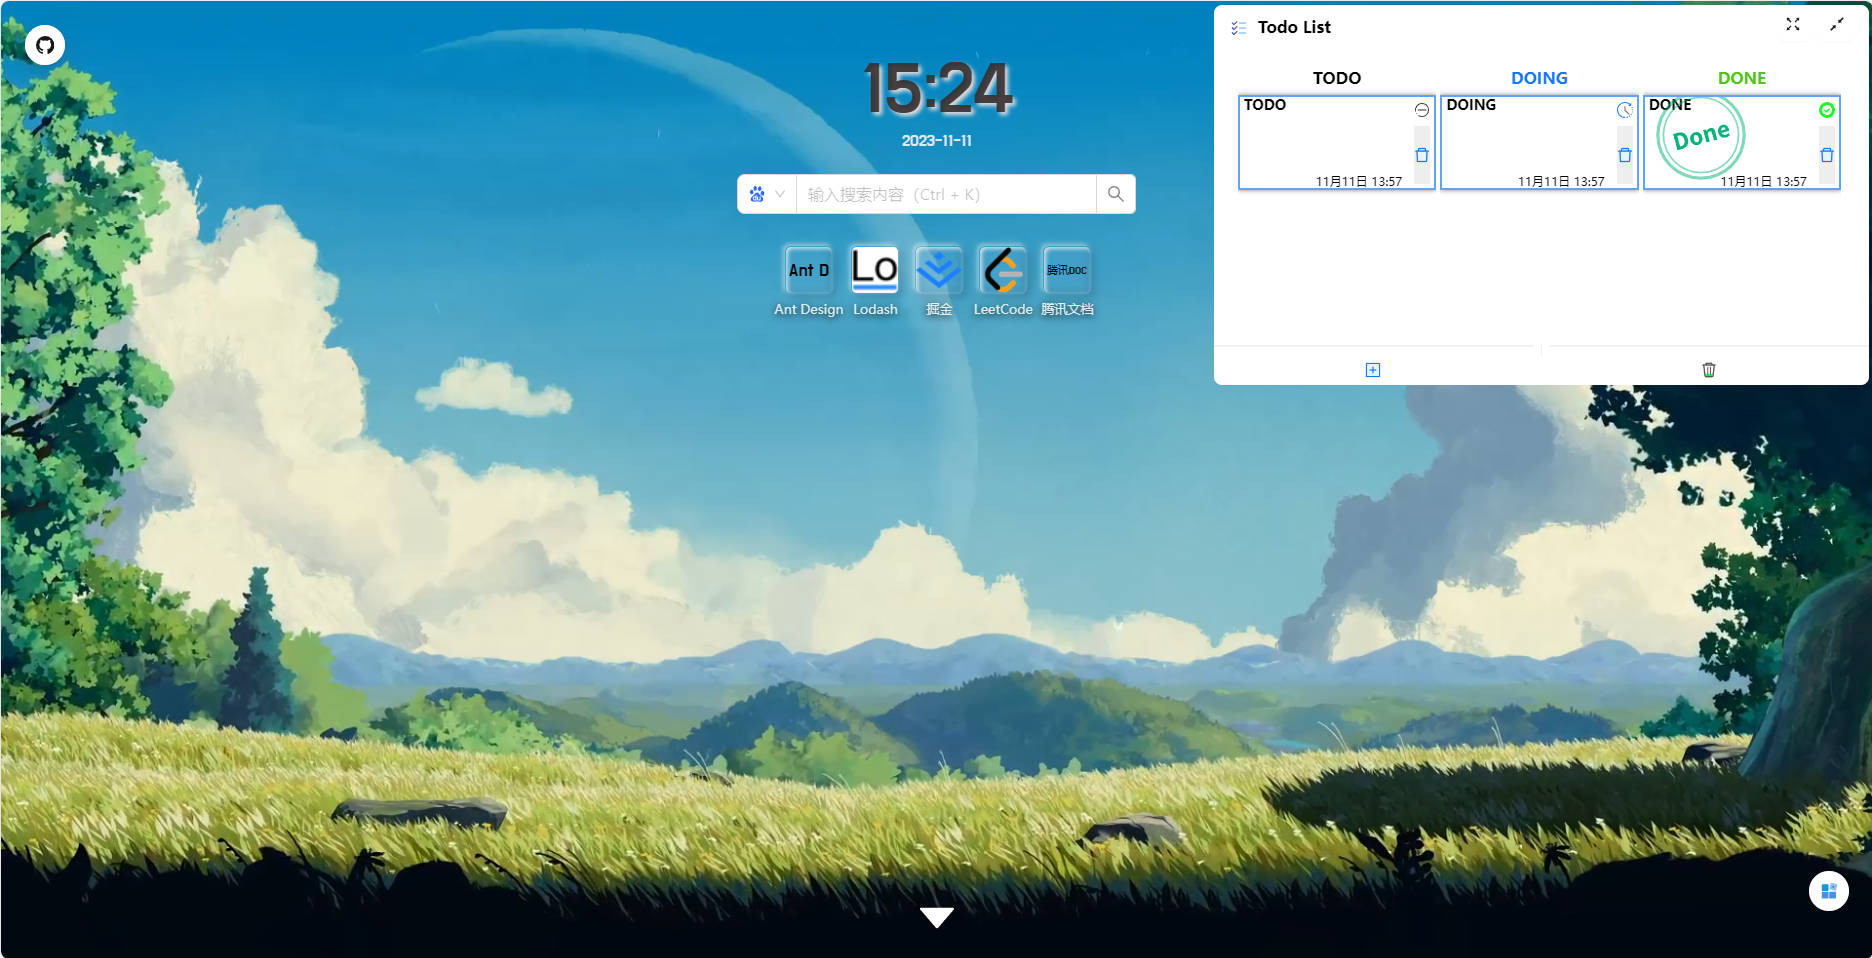 15:24
2023-11-11
输入搜索内容（Ctrl + K）
Ant D
Lo
腾讯DOC
Ant Design
Lodash
掘金
LeetCode
腾讯文档
Todo List
TODO
DOING
DONE
TODO
11月11日 13:57
DOING
11月11日 13:57
DONE
Done
11月11日 13:57